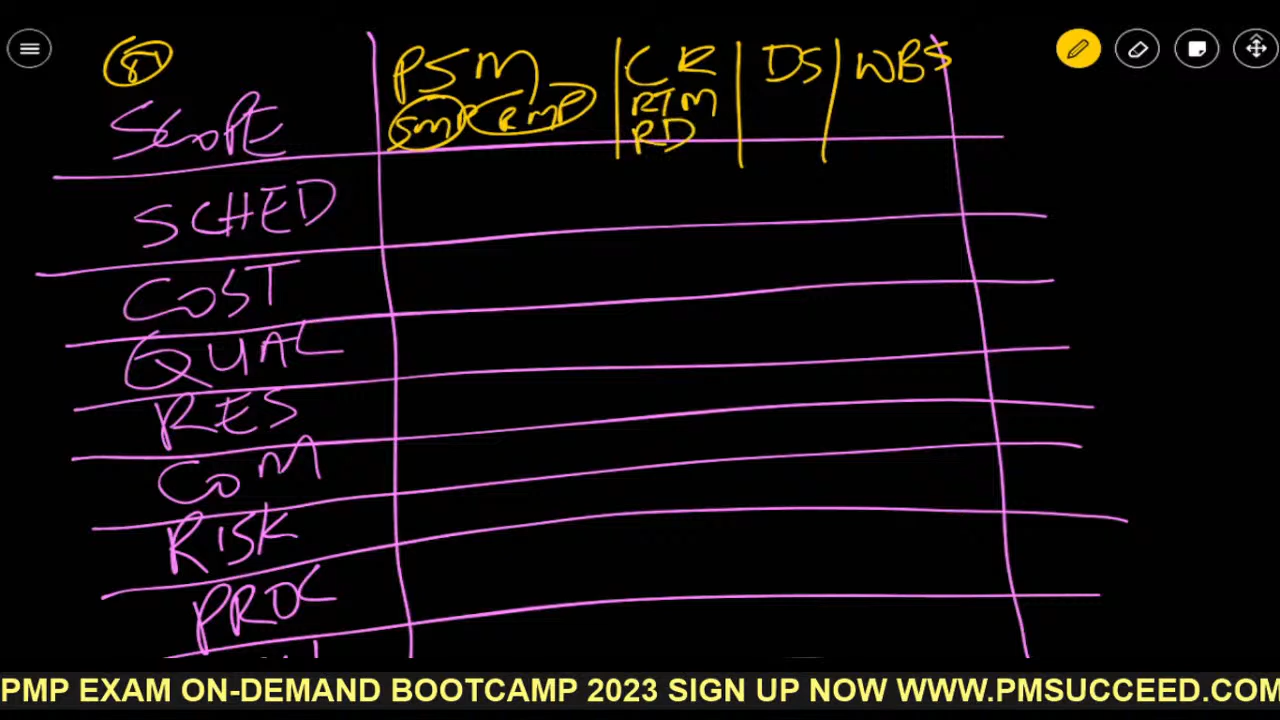 PSM CR DS WBS
SMP RMP RTM
RD
SCOPE
SCHED
COST
QUAL
RES
COM
RISK
PROC
PMP EXAM ON-DEMAND BOOTCAMP 2023 SIGN UP NOW WWW.PMSUCCEED.COM